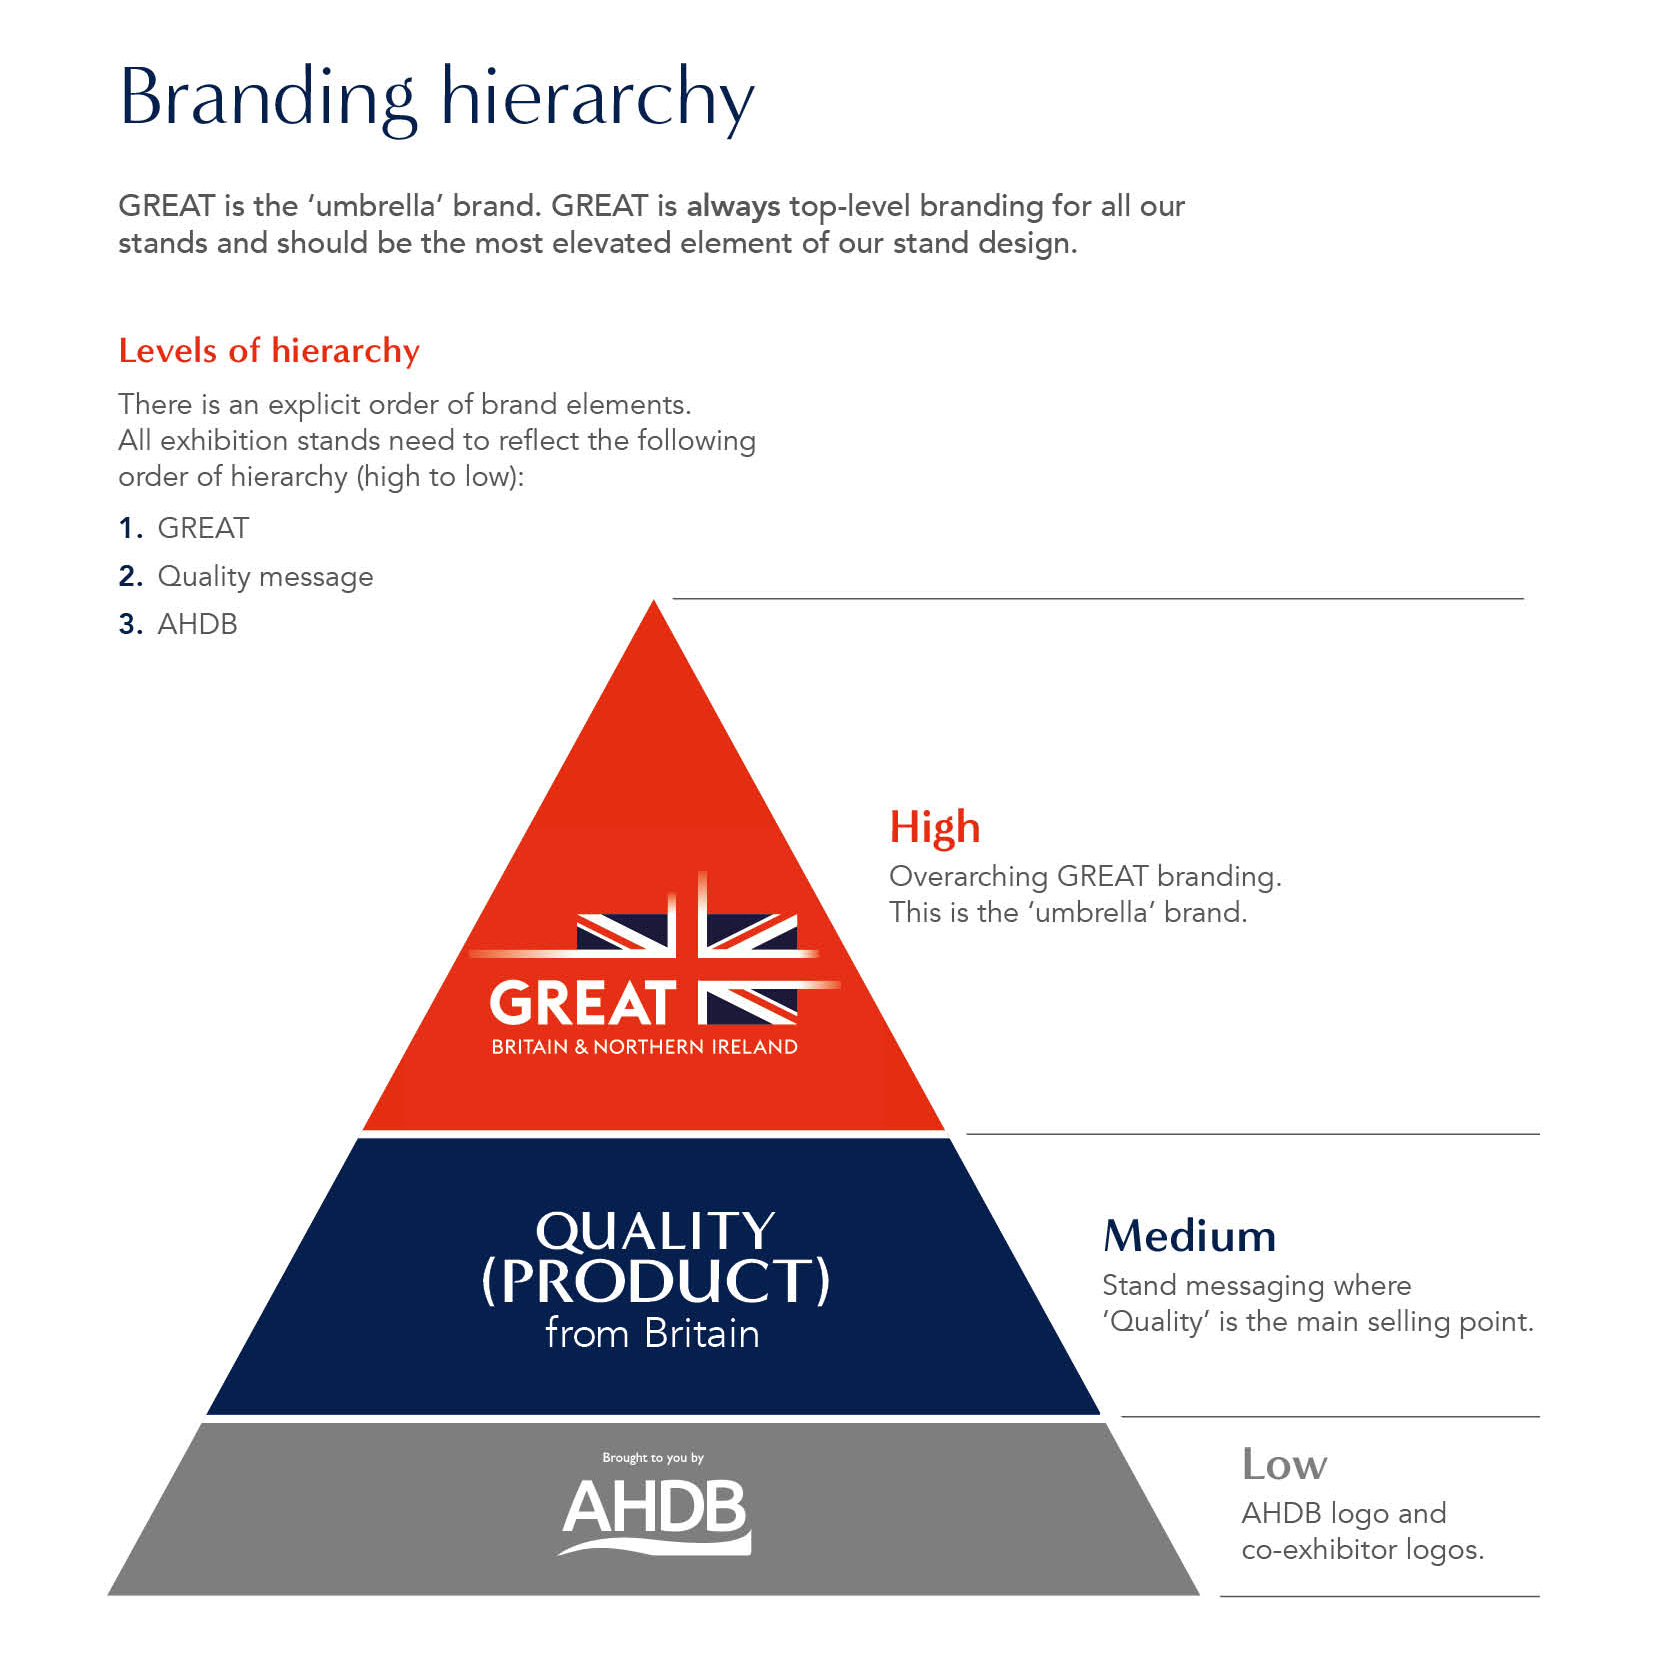 Branding hierarchy
GREAT is the ‘umbrella’ brand. GREAT is always top-level branding for all our
stands and should be the most elevated element of our stand design.
Levels of hierarchy
There is an explicit order of brand elements.
All exhibition stands need to reflect the following
order of hierarchy (high to low):
1. GREAT
2. Quality message
3. AHDB
High
Overarching GREAT branding.
This is the ‘umbrella’ brand.
GREAT
BRITAIN & NORTHERN IRELAND
QUALITY
(PRODUCT)
from Britain
Medium
Stand messaging where
‘Quality’ is the main selling point.
Brought to you by
AHDB
Low
AHDB logo and
co-exhibitor logos.